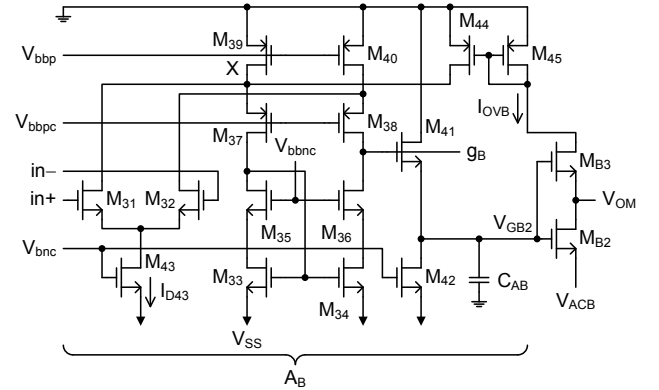 M44
M39
Vbbp
M40
M45
X
IOVB
Vbbpc
M38
M37
M41
Vbbnc
gB
MB3
in−
in+
M31
M32
VOM
M35
M36
VGB2
MB2
Vbnc
M43
M33
M42
CAB
ID43
M34
VACB
VSS
AB